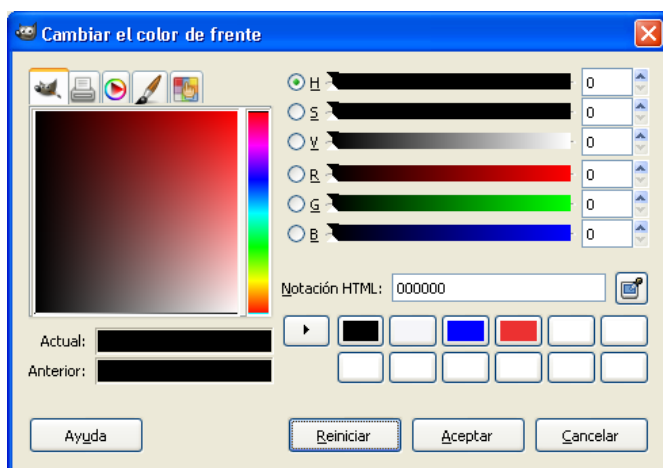 Cambiar el color de frente
H 0
S 0
V 0
R 0
G 0
B 0
Notación HTML: 000000
Actual:
Anterior:
Ayuda Reiniciar Aceptar Cancelar